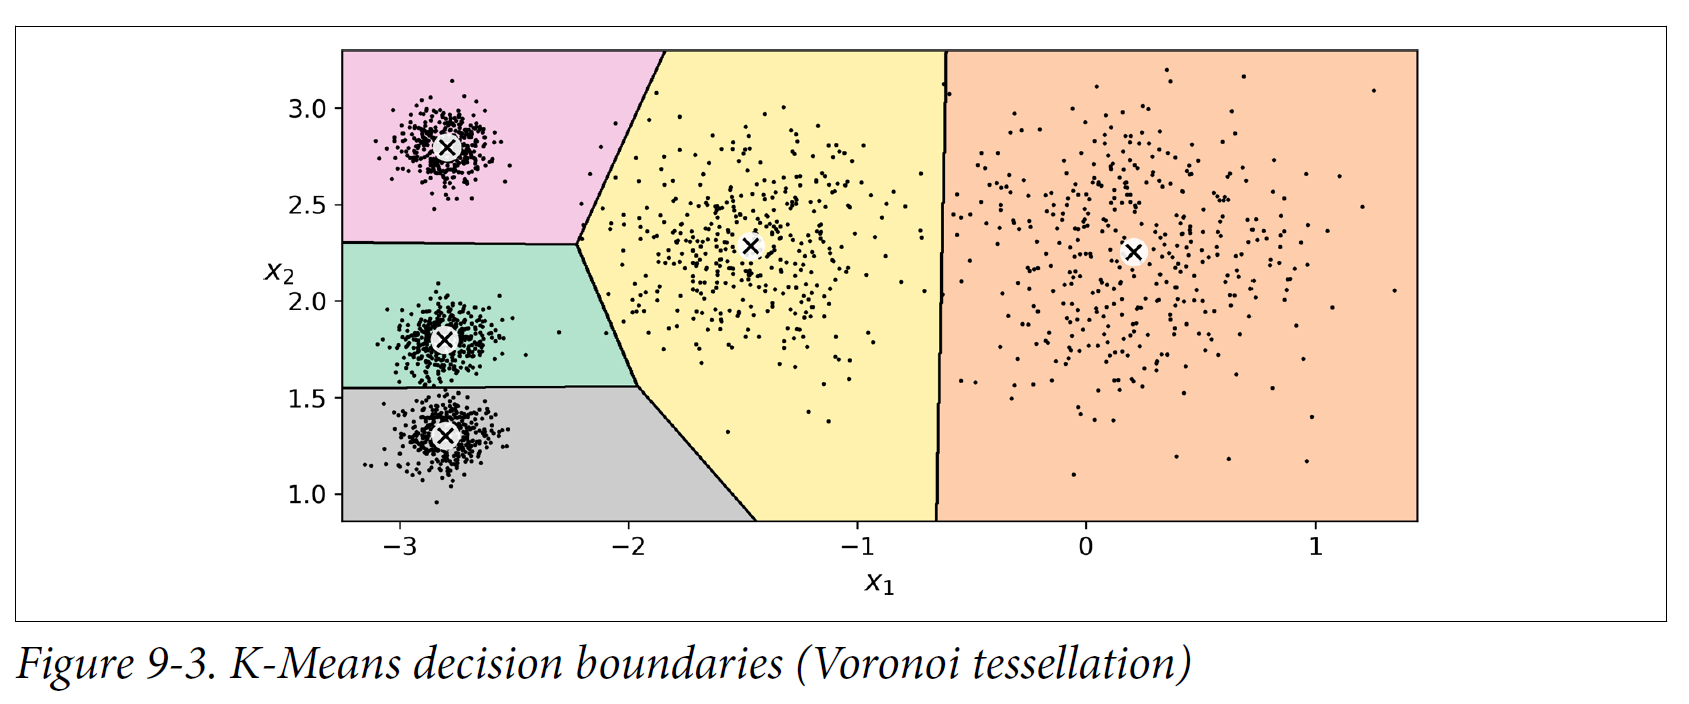 3.0
2.5
x2
2.0
1.5
1.0
−3 −2 −1 0 1
x1
Figure 9-3. K-Means decision boundaries (Voronoi tessellation)